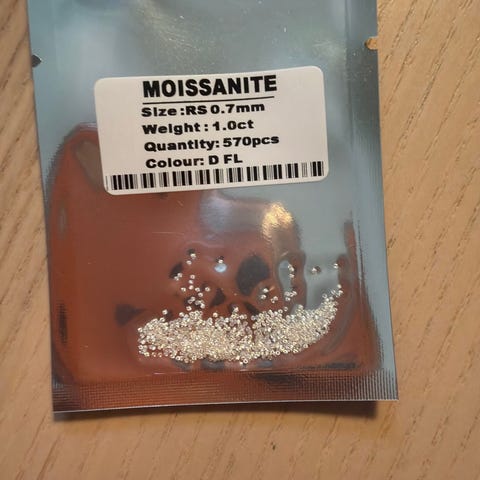 MOISSANITE
Size :RS 0.7mm
Weight : 1.0ct
Quantity: 570pcs
Colour: D FL